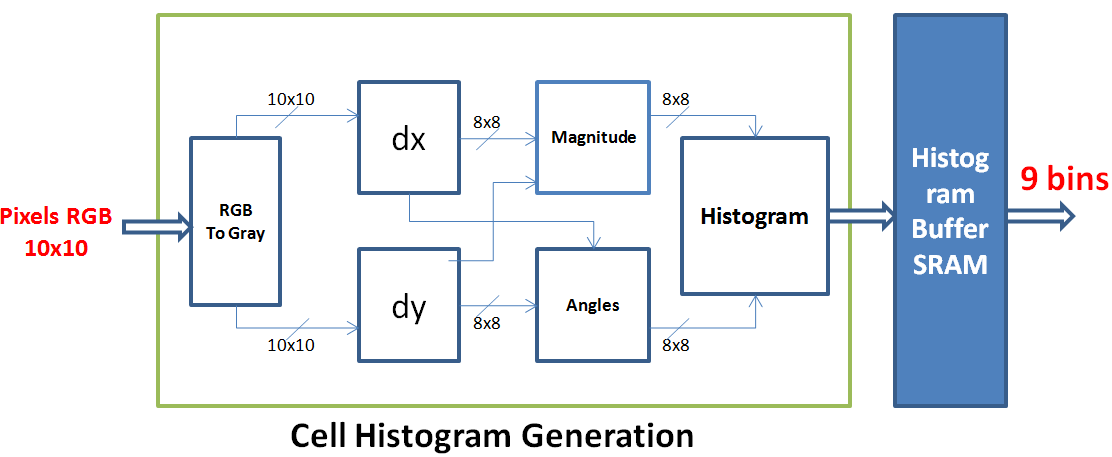 Pixels RGB
10x10
RGB
To Gray
10x10
10x10
dx
dy
8x8
8x8
Magnitude
Angles
8x8
8x8
Histogram
Histog
ram
Buffer
SRAM
9 bins
Cell Histogram Generation